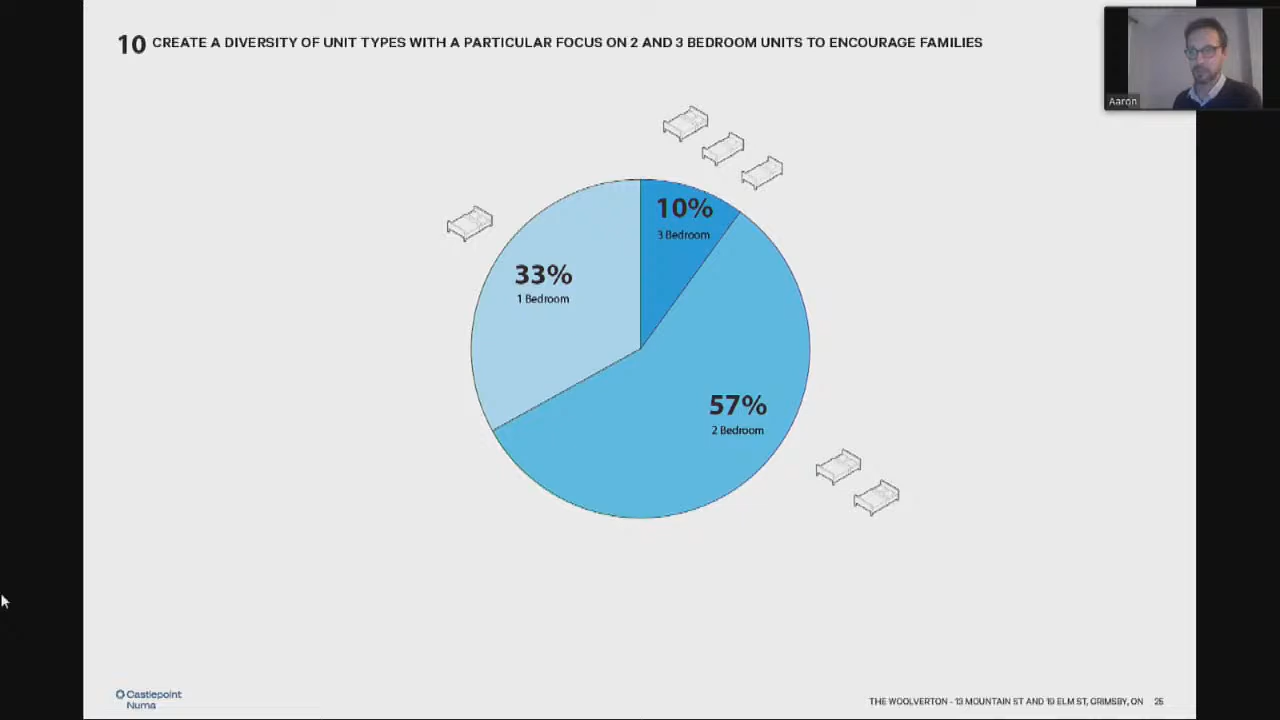 10 CREATE A DIVERSITY OF UNIT TYPES WITH A PARTICULAR FOCUS ON 2 AND 3 BEDROOM UNITS TO ENCOURAGE FAMILIES
Aaron
10%
3 Bedroom
33%
1 Bedroom
57%
2 Bedroom
Castlepoint
Numa
THE WOOLVERTON - 13 MOUNTAIN ST AND 19 ELM ST, GRIMSBY, ON 25